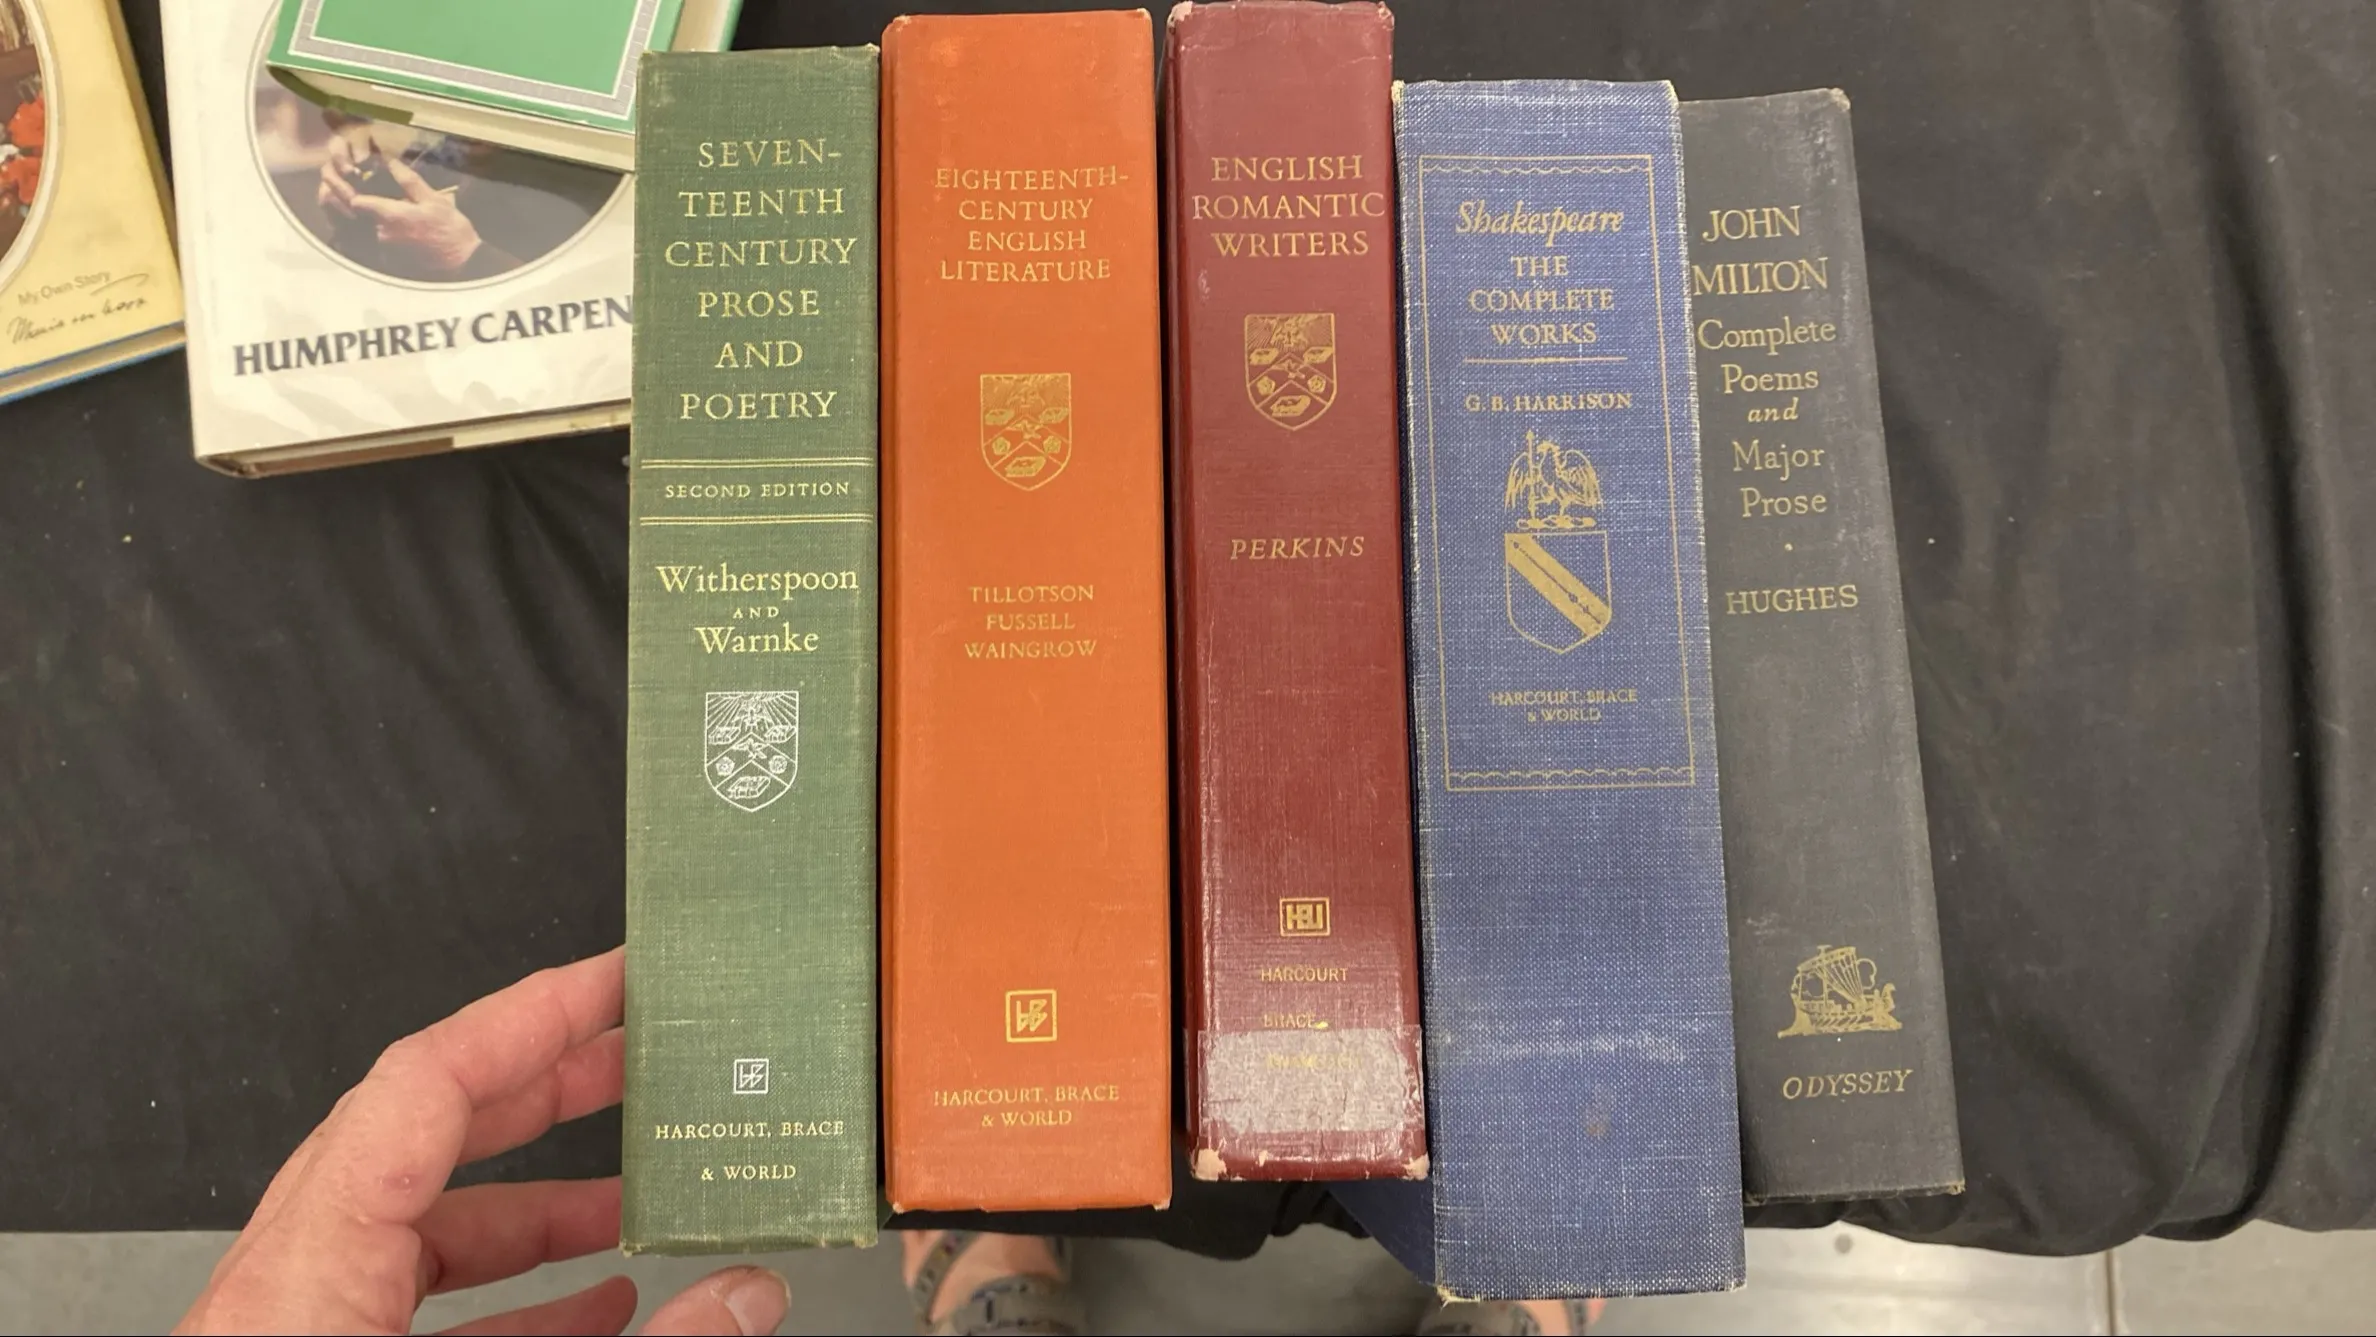 My Own Story
HUMPHREY CARPEN
SEVEN-
TEENTH
CENTURY
PROSE
AND
POETRY
SECOND EDITION
Witherspoon
AND
Warnke
HARCOURT, BRACE
& WORLD
EIGHTEENTH-
CENTURY
ENGLISH
LITERATURE
TILLOTSON
FUSSELL
WAINGROW
HARCOURT, BRACE
& WORLD
ENGLISH
ROMANTIC
WRITERS
PERKINS
HBJ
HARCOURT
BRACE
Shakespeare
THE
COMPLETE
WORKS
G. B. HARRISON
HARCOURT, BRACE
& WORLD
JOHN
MILTON
Complete
Poems
and
Major
Prose
HUGHES
ODYSSEY